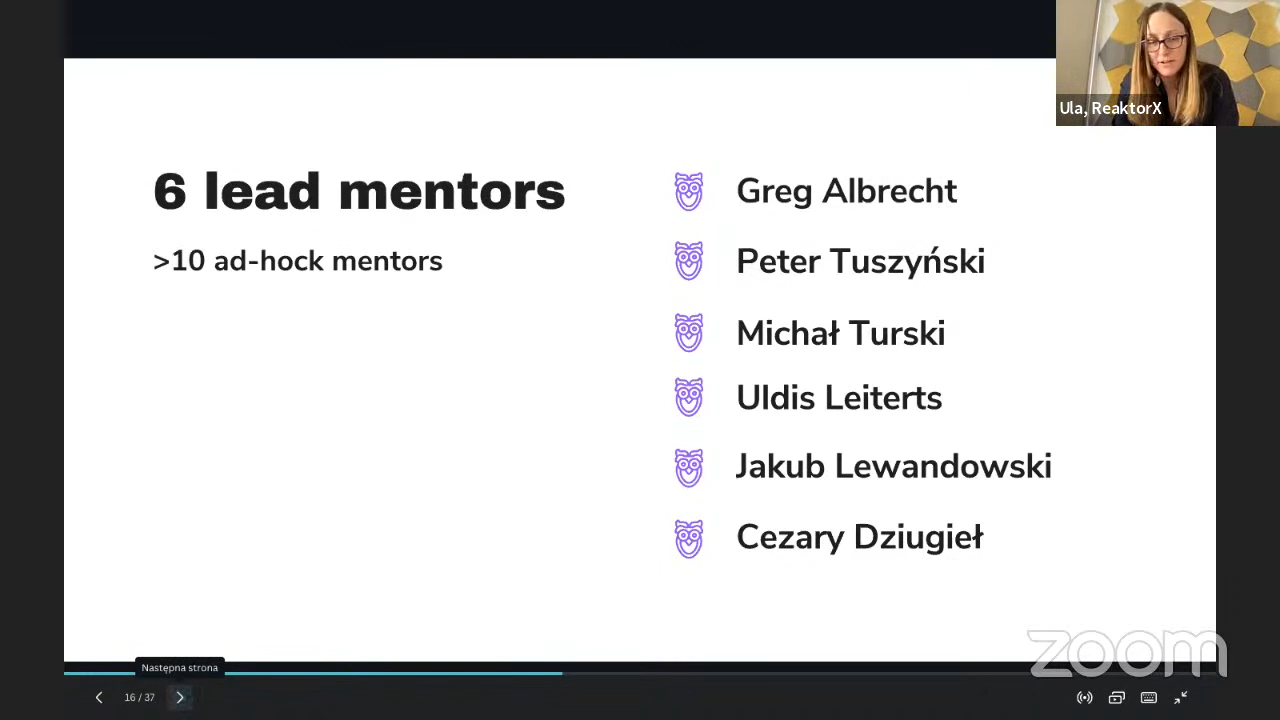 Ula, ReaktorX
6 lead mentors
>10 ad-hock mentors
Greg Albrecht
Peter Tuszyński
Michał Turski
Uldis Leiterts
Jakub Lewandowski
Cezary Dziugieł
zoom
Następna strona
16 / 37